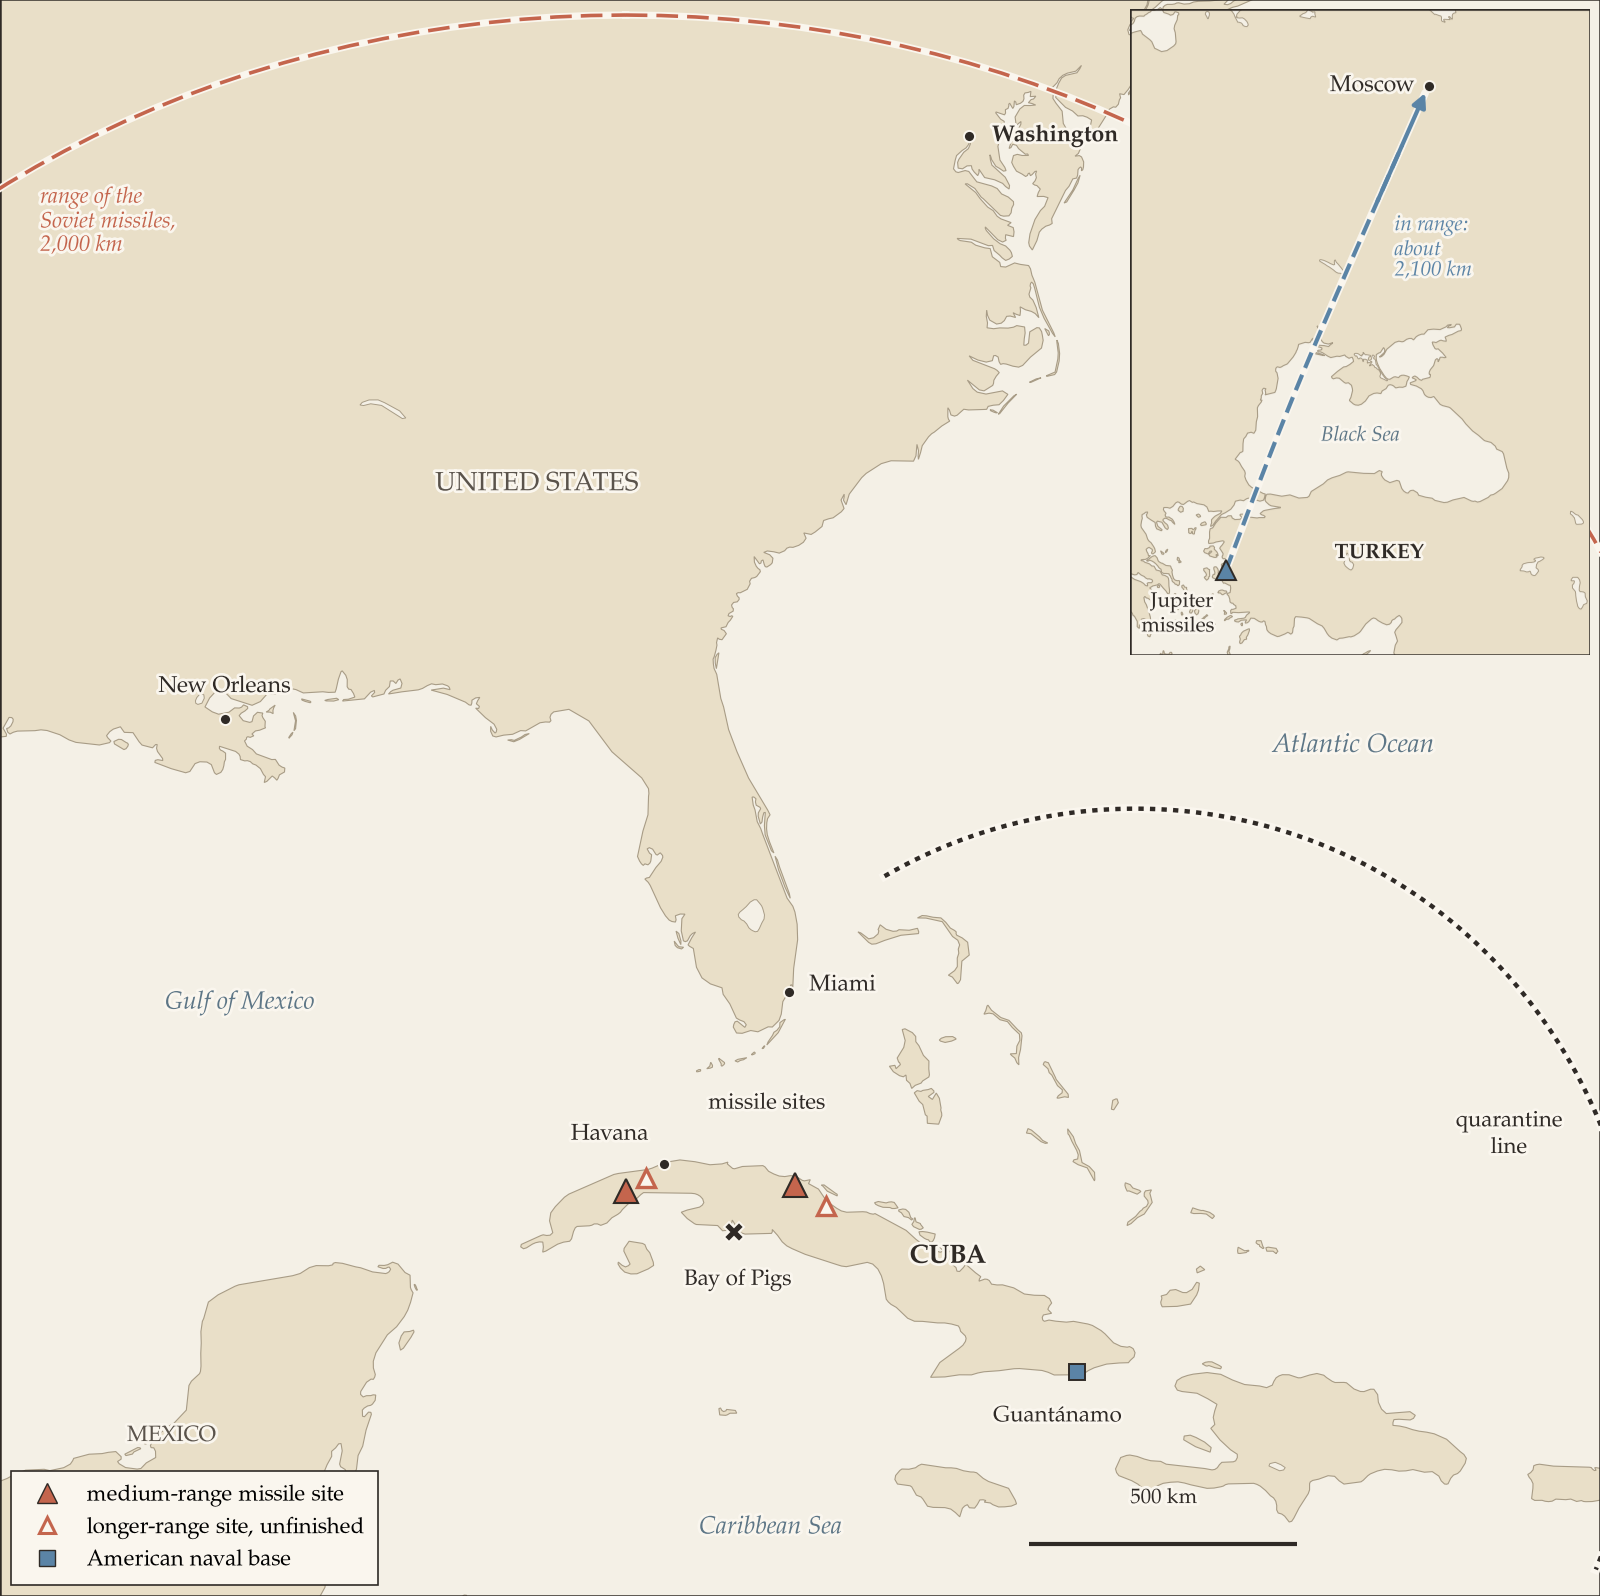 Moscow
Washington
range of the
Soviet missiles,
2,000 km
in range:
about
2,100 km
Black Sea
UNITED STATES
TURKEY
Jupiter
missiles
New Orleans
Atlantic Ocean
Miami
Gulf of Mexico
missile sites
quarantine
line
Havana
CUBA
Bay of Pigs
Guantánamo
MEXICO
medium-range missile site
longer-range site, unfinished
American naval base
500 km
Caribbean Sea